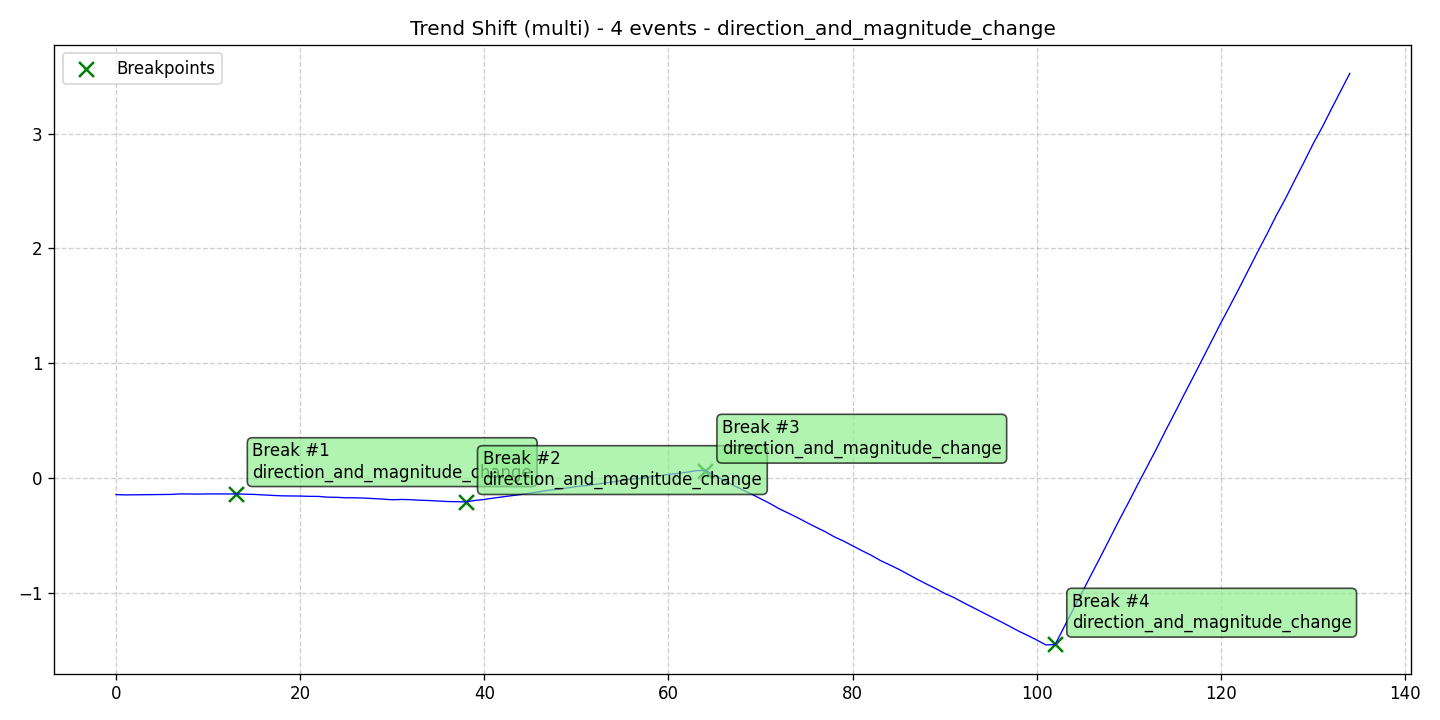 Trend Shift (multi) - 4 events - direction_and_magnitude_change
Breakpoints
3
2
1
0
−1
Break #1
direction_and_magnitude_change
Break #2
direction_and_magnitude_change
Break #3
direction_and_magnitude_change
Break #4
direction_and_magnitude_change
0 20 40 60 80 100 120 140